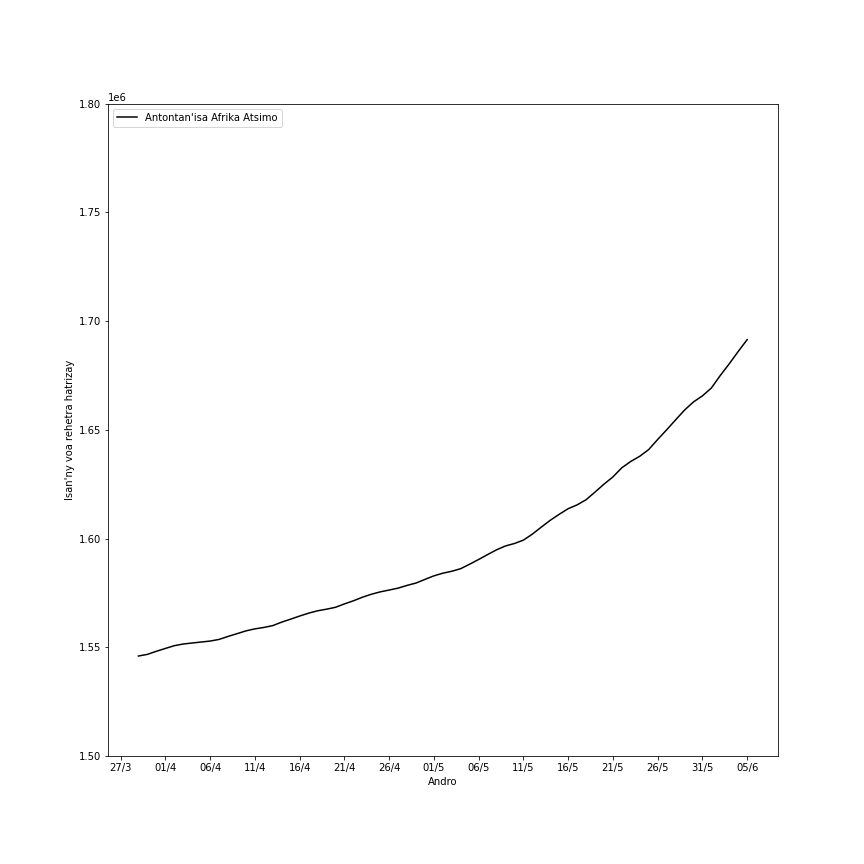 1e6
1.80
Antontan'isa Afrika Atsimo
1.75
1.70
1.65
1.60
1.55
1.50
Isan'ny voa rehetra hatrizay
27/3 01/4 06/4 11/4 16/4 21/4 26/4 01/5 06/5 11/5 16/5 21/5 26/5 31/5 05/6
Andro